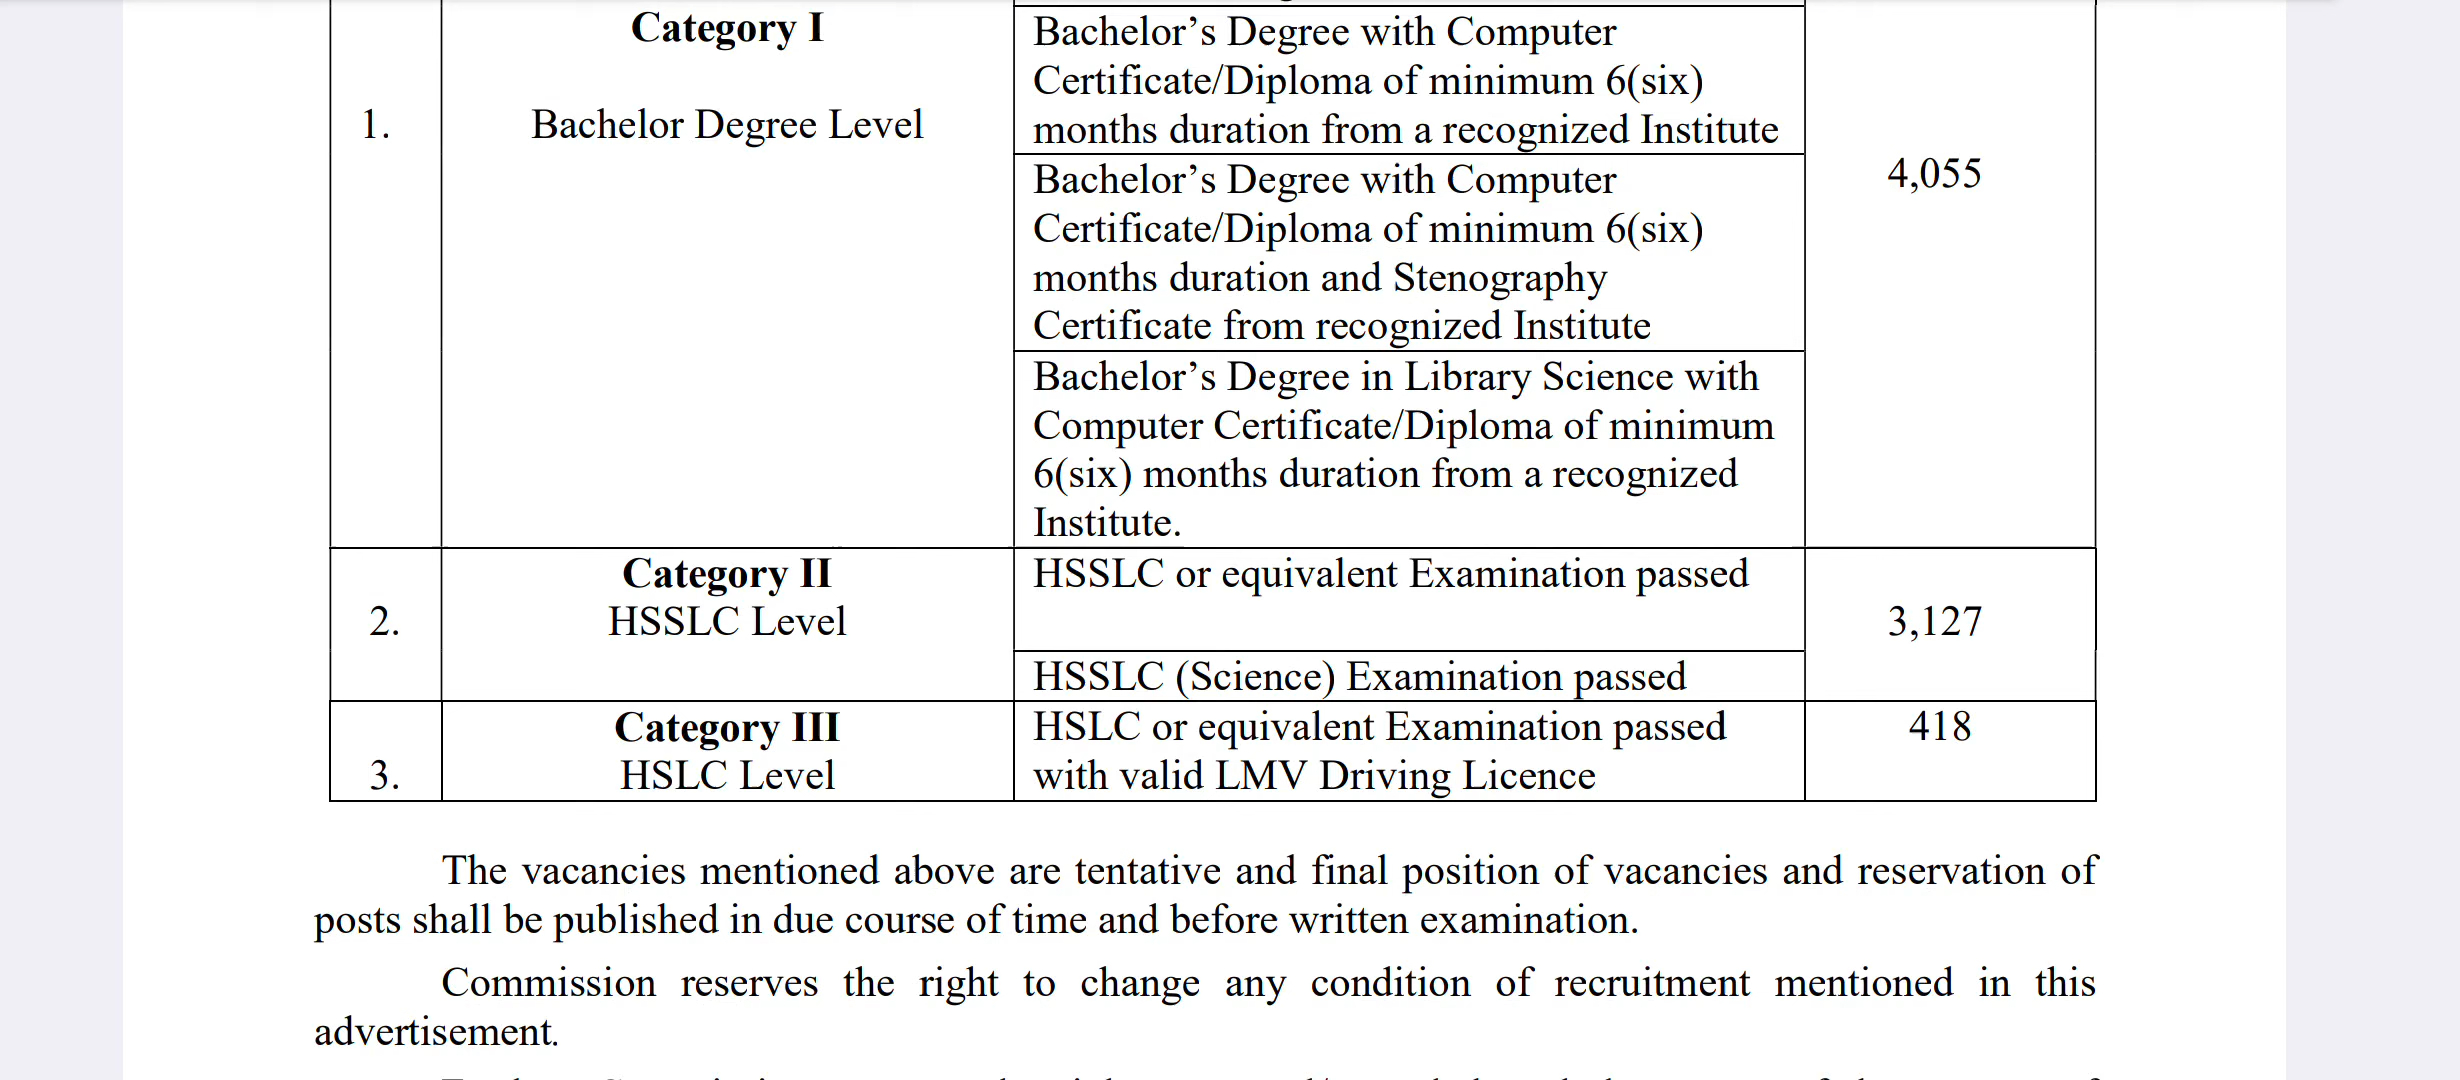 Category I
1.
Bachelor Degree Level
Bachelor’s Degree with Computer
Certificate/Diploma of minimum 6(six)
months duration from a recognized Institute
Bachelor’s Degree with Computer
Certificate/Diploma of minimum 6(six)
months duration and Stenography
Certificate from recognized Institute
Bachelor’s Degree in Library Science with
Computer Certificate/Diploma of minimum
6(six) months duration from a recognized
Institute.
4,055
2.
Category II
HSSLC Level
HSSLC or equivalent Examination passed
HSSLC (Science) Examination passed
3,127
3.
Category III
HSLC Level
HSLC or equivalent Examination passed
with valid LMV Driving Licence
418
The vacancies mentioned above are tentative and final position of vacancies and reservation of
posts shall be published in due course of time and before written examination.
Commission reserves the right to change any condition of recruitment mentioned in this
advertisement.